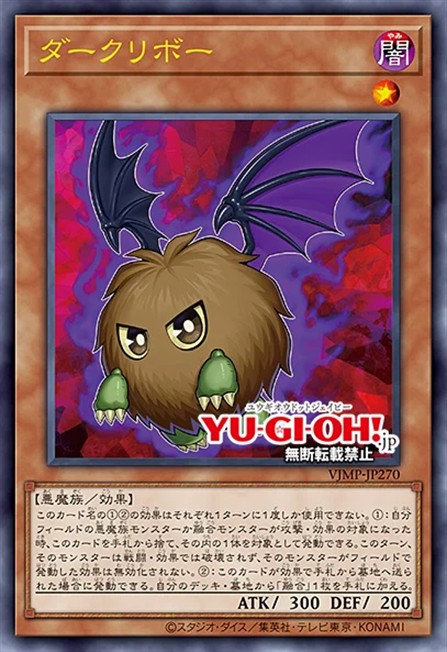 ダークリボー
やみ
闇
ユウギオウドットジェイピー
YU-GI-OH!.jp
無断転載禁止
VJMP-JP270
【悪魔族/効果】
このカード名の①②の効果はそれぞれ1ターンに1度しか使用できない。①:自分
フィールドの悪魔族モンスターか融合モンスターが攻撃・効果の対象になった
時、このカードを手札から捨て、その内の1体を対象として発動できる。このターン、
そのモンスターは戦闘・効果では破壊されず、そのモンスターがフィールドで
発動した効果は無効化されない。②:このカードが効果で手札から墓地へ送ら
れた場合に発動できる。自分のデッキ・墓地から「融合」1枚を手札に加える。
ATK/ 300 DEF/ 200
©スタジオ・ダイス/集英社・テレビ東京・KONAMI